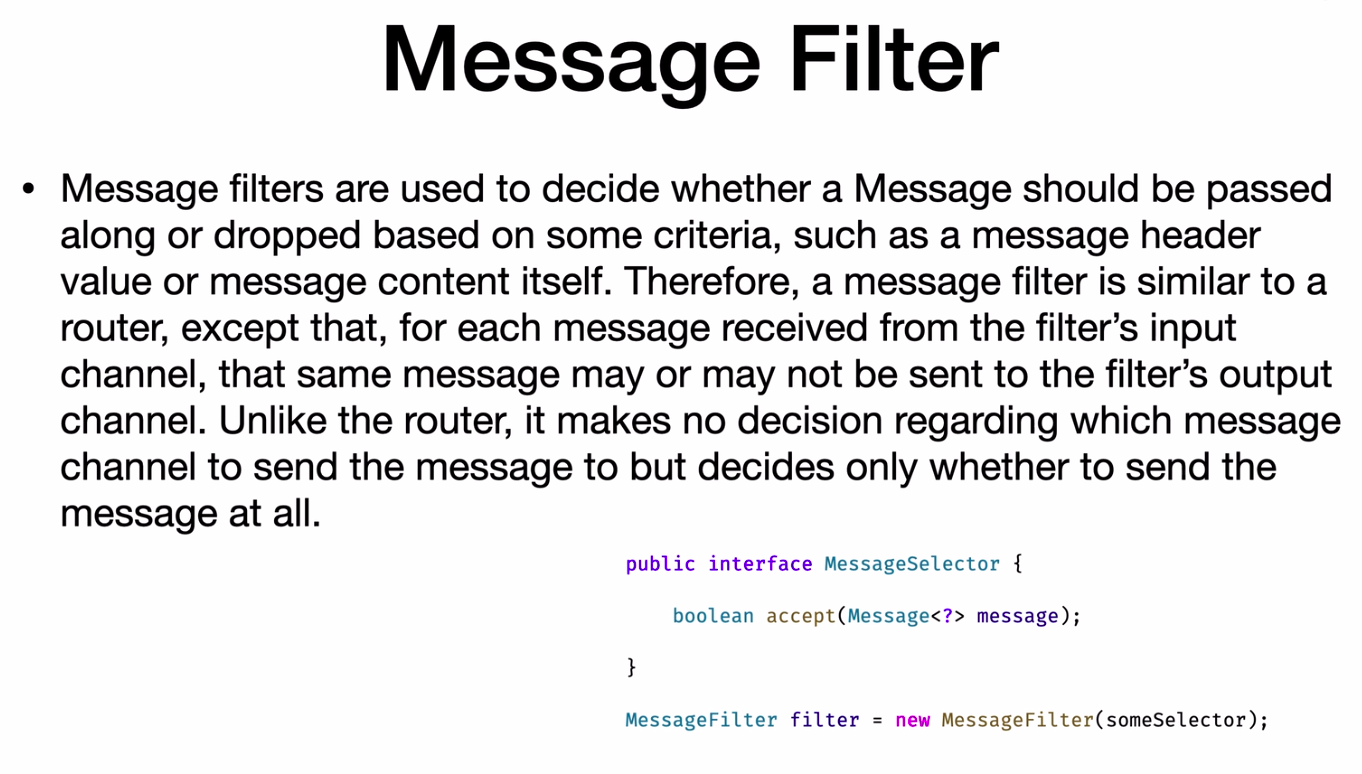 Message Filter
• Message filters are used to decide whether a Message should be passed
along or dropped based on some criteria, such as a message header
value or message content itself. Therefore, a message filter is similar to a
router, except that, for each message received from the filter’s input
channel, that same message may or may not be sent to the filter’s output
channel. Unlike the router, it makes no decision regarding which message
channel to send the message to but decides only whether to send the
message at all.
public interface MessageSelector {
boolean accept(Message<?> message);
}
MessageFilter filter = new MessageFilter(someSelector);